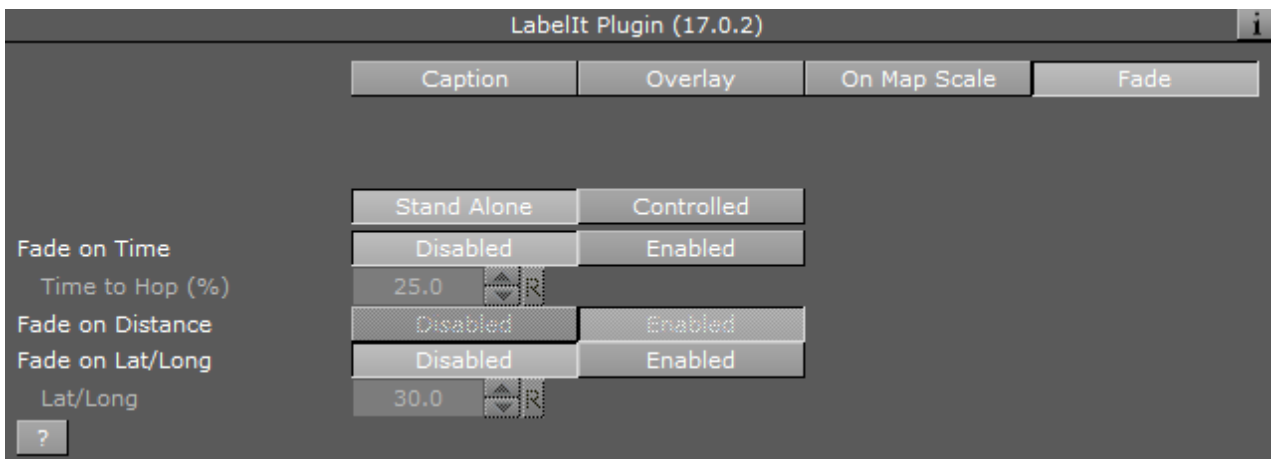 LabelIt Plugin (17.0.2) i
Caption Overlay On Map Scale Fade
Stand Alone Controlled
Fade on Time Disabled Enabled
Time to Hop (%) 25.0 R
Fade on Distance Disabled Enabled
Fade on Lat/Long Disabled Enabled
Lat/Long 30.0 R
?